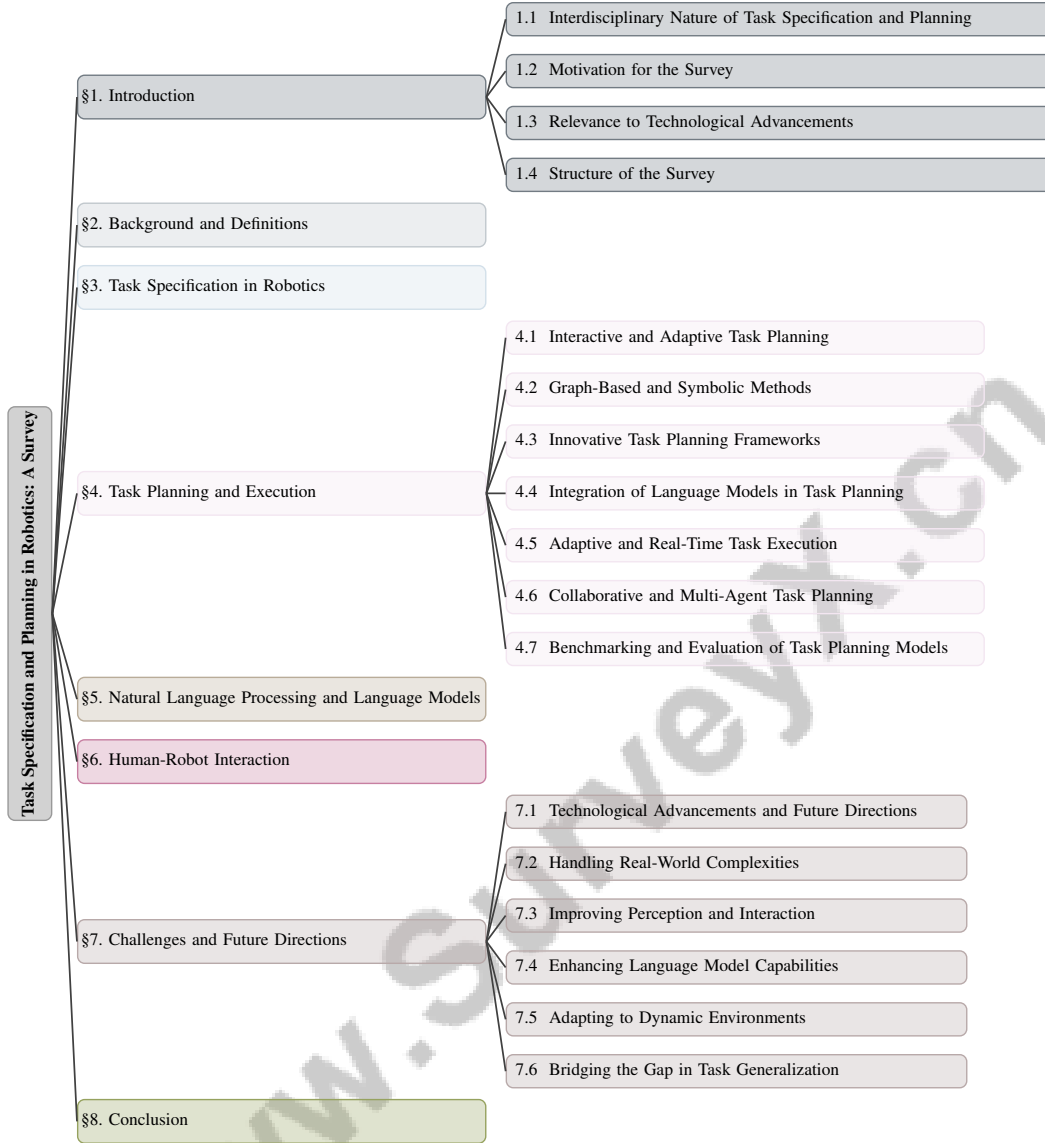 Task Specification and Planning in Robotics: A Survey
§1. Introduction
1.1 Interdisciplinary Nature of Task Specification and Planning
1.2 Motivation for the Survey
1.3 Relevance to Technological Advancements
1.4 Structure of the Survey
§2. Background and Definitions
§3. Task Specification in Robotics
§4. Task Planning and Execution
4.1 Interactive and Adaptive Task Planning
4.2 Graph-Based and Symbolic Methods
4.3 Innovative Task Planning Frameworks
4.4 Integration of Language Models in Task Planning
4.5 Adaptive and Real-Time Task Execution
4.6 Collaborative and Multi-Agent Task Planning
4.7 Benchmarking and Evaluation of Task Planning Models
§5. Natural Language Processing and Language Models
§6. Human-Robot Interaction
§7. Challenges and Future Directions
7.1 Technological Advancements and Future Directions
7.2 Handling Real-World Complexities
7.3 Improving Perception and Interaction
7.4 Enhancing Language Model Capabilities
7.5 Adapting to Dynamic Environments
7.6 Bridging the Gap in Task Generalization
§8. Conclusion
www.SurveyX.cn